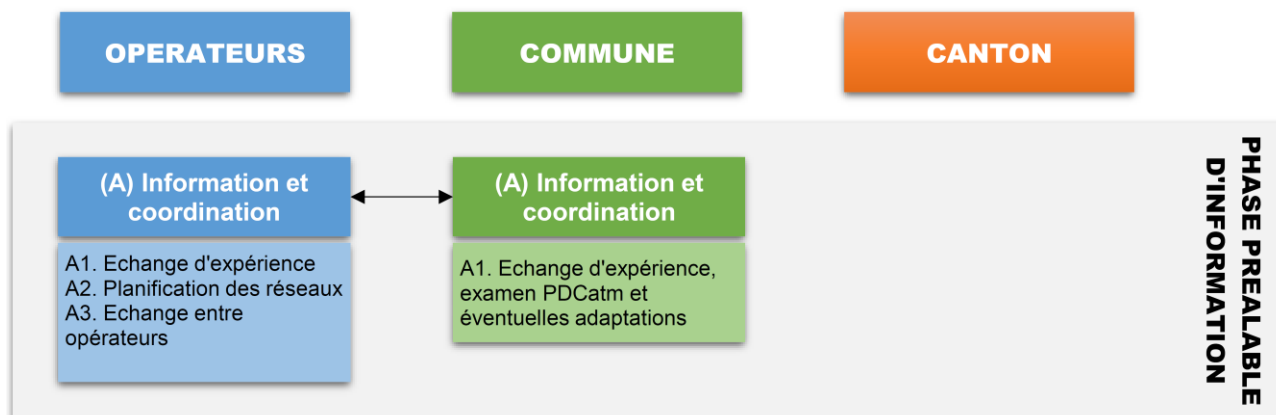 OPERATEURS
COMMUNE
CANTON
(A) Information et
coordination
A1. Echange d'expérience
A2. Planification des réseaux
A3. Echange entre
opérateurs
(A) Information et
coordination
A1. Echange d'expérience,
examen PDCatm et
éventuelles adaptations
PHASE PREALABLE
D'INFORMATION